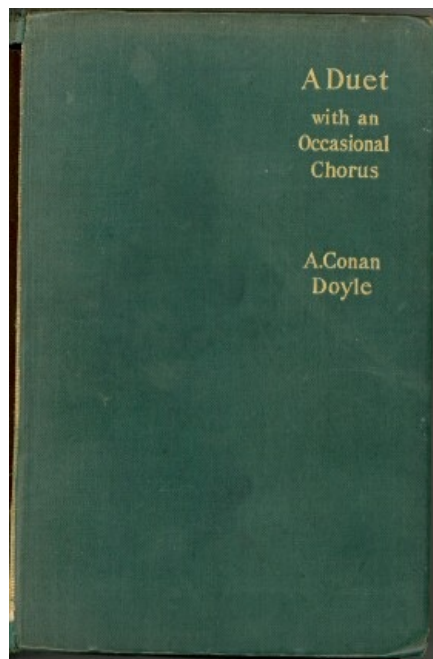 A Duet
with an
Occasional
Chorus
A.Conan
Doyle